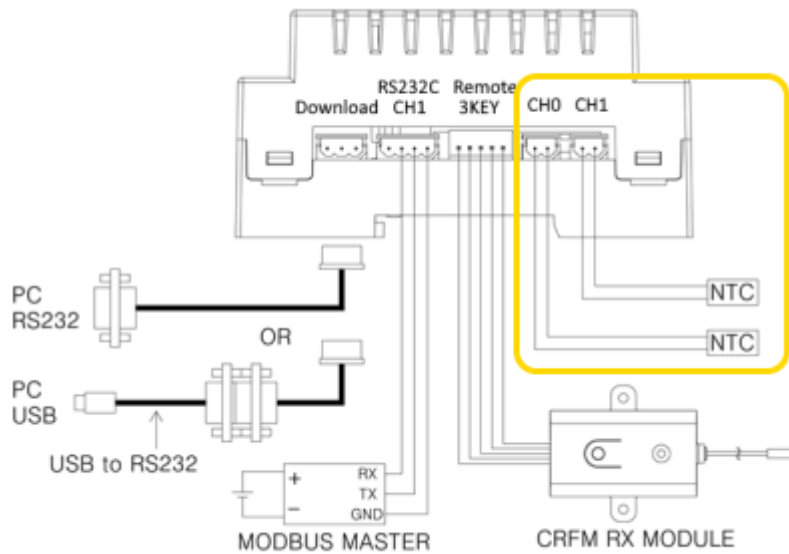 RS232C Remote
Download CH1 3KEY CH0 CH1
NTC
PC
RS232
OR
NTC
PC
USB
USB to RS232
+
−
RX
TX
GND
MODBUS MASTER
CRFM RX MODULE